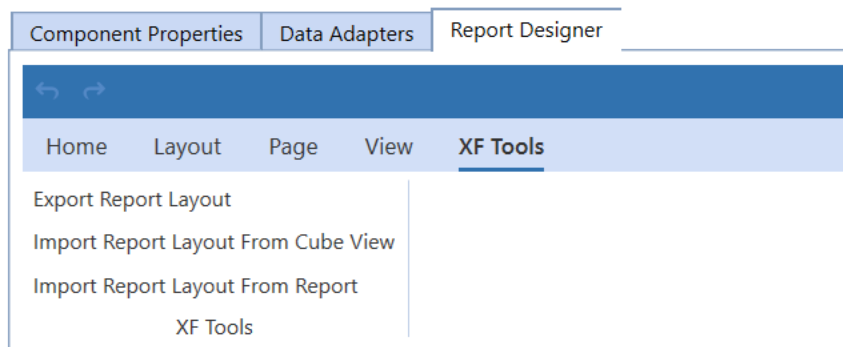 Component Properties Data Adapters Report Designer
Home Layout Page View XF Tools
Export Report Layout
Import Report Layout From Cube View
Import Report Layout From Report
XF Tools